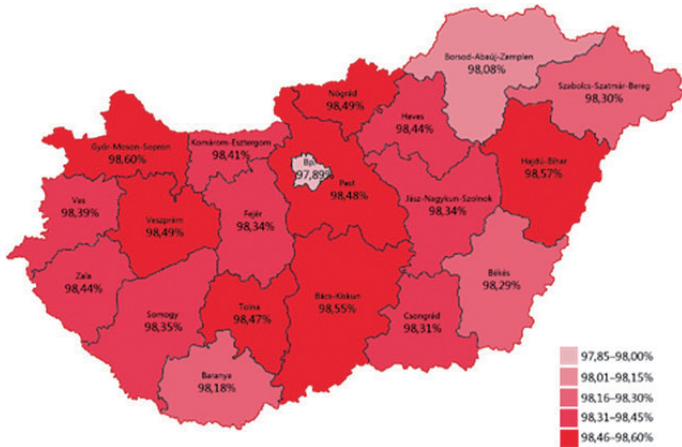 Borsod-Abaúj-Zemplen
98,08%
Szabolcs-Szatmár-Bereg
98,30%
Nógrád
98,49%
Heves
98,44%
Győr-Moson-Sopron
98,60%
Komárom-Esztergom
98,41%
Bp.
97,89%
Pest
98,48%
Hajdú-Bihar
98,57%
Vas
98,39%
Veszprém
98,49%
Fejér
98,34%
Jász-Nagykun-Szolnok
98,34%
Zala
98,44%
Somogy
98,35%
Tolna
98,47%
Bács-Kiskun
98,55%
Csongrád
98,31%
Békés
98,29%
Baranya
98,18%
97,85–98,00%
98,01–98,15%
98,16–98,30%
98,31–98,45%
98,46–98,60%